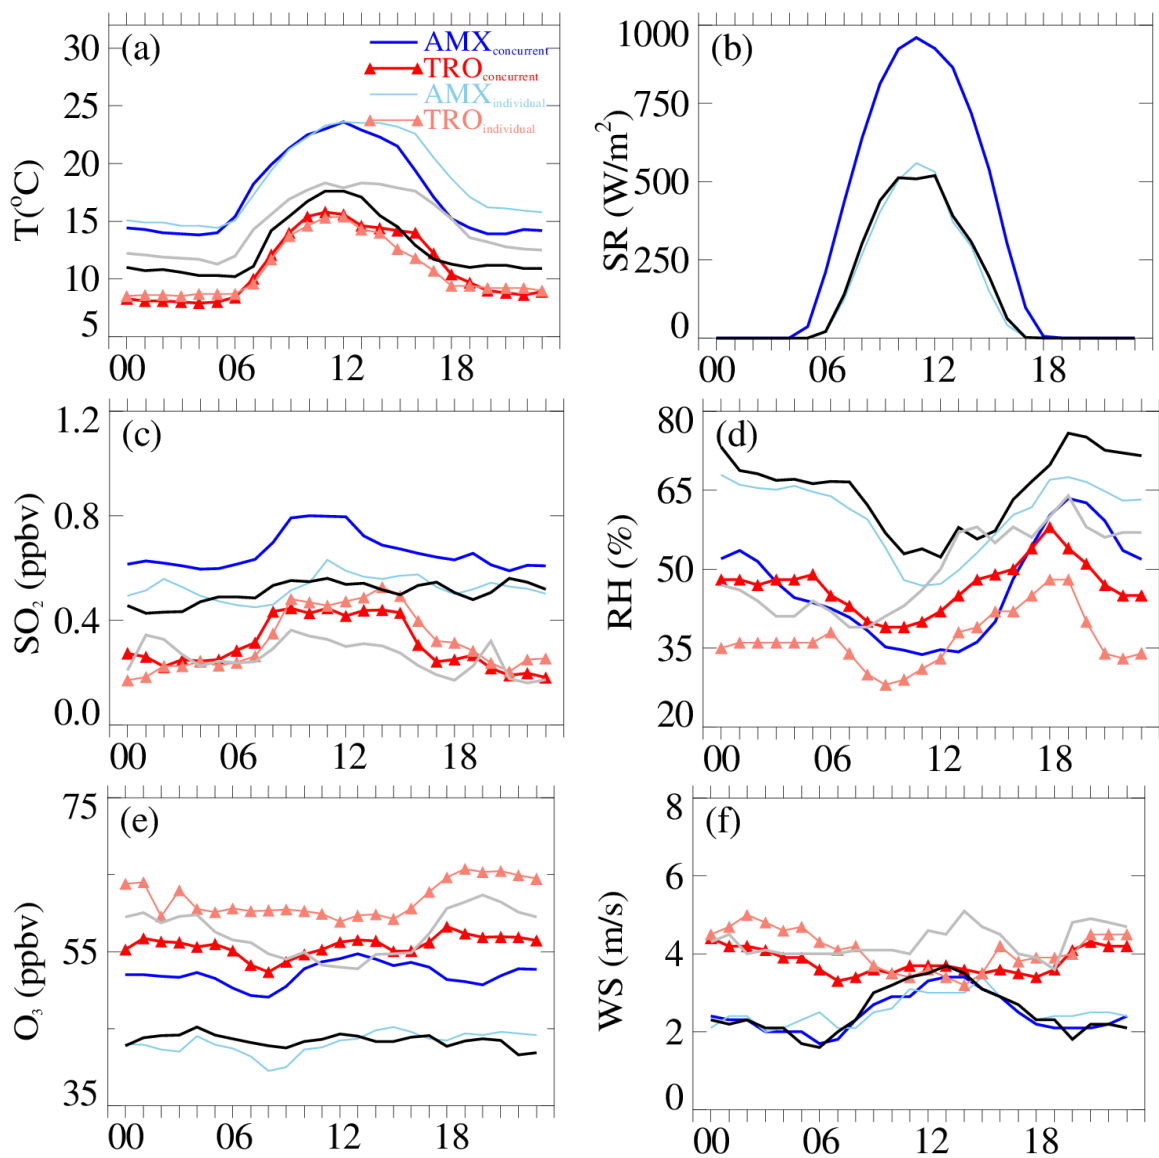 (a)
AMXconcurrent
TROconcurrent
AMXindividual
TROindividual
T(°C)
30
25
20
15
10
5
00 06 12 18
(b)
SR (W/m²)
1000
750
500
250
0
00 06 12 18
(c)
SO₂ (ppbv)
1.2
0.8
0.4
0.0
00 06 12 18
(d)
RH (%)
80
65
50
35
20
00 06 12 18
(e)
O₃ (ppbv)
75
55
35
00 06 12 18
(f)
WS (m/s)
8
6
4
2
0
00 06 12 18